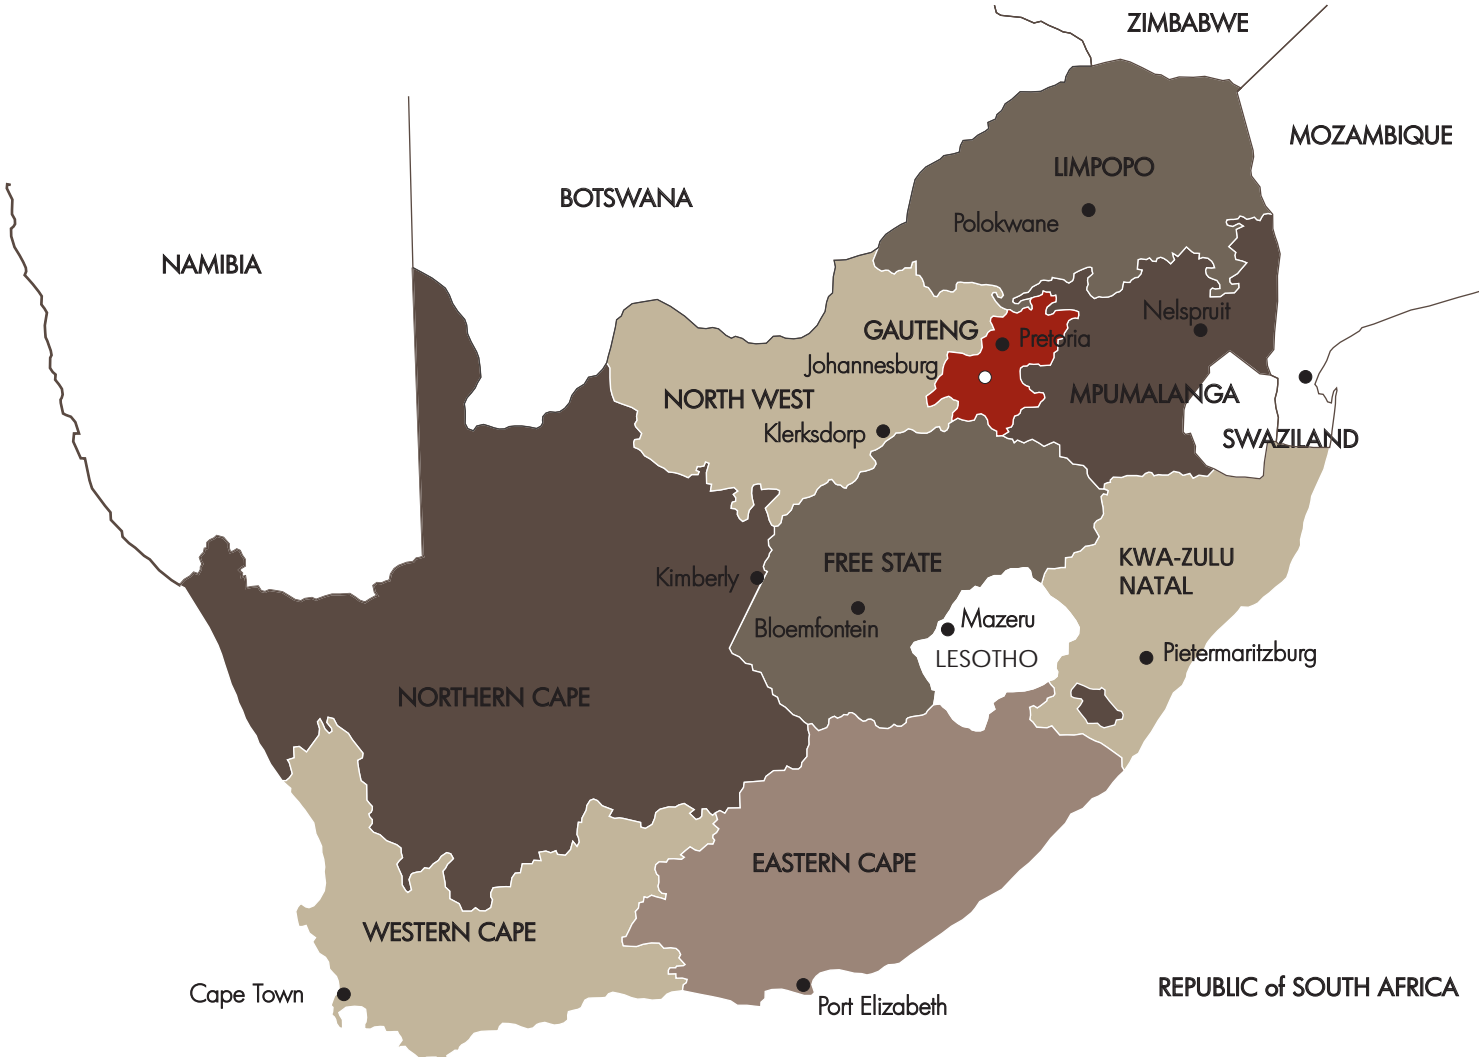 ZIMBABWE
MOZAMBIQUE
LIMPOPO
BOTSWANA
Polokwane
NAMIBIA
Nelspruit
GAUTENG
Pretoria
Johannesburg
MPUMALANGA
NORTH WEST
Klerksdorp
SWAZILAND
KWA-ZULU
NATAL
FREE STATE
Kimberly
Mazeru
Bloemfontein
LESOTHO
Pietermaritzburg
NORTHERN CAPE
EASTERN CAPE
WESTERN CAPE
REPUBLIC of SOUTH AFRICA
Cape Town
Port Elizabeth